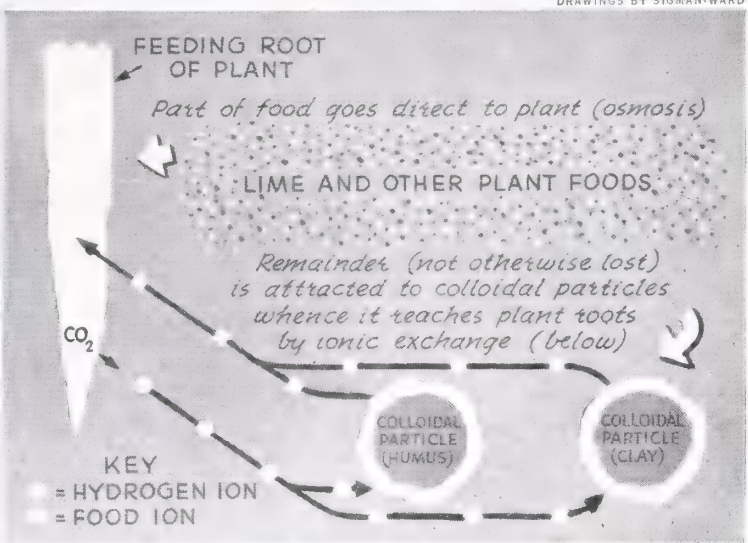 DRAWINGS BY SIGMAN-WARD
FEEDING ROOT
OF PLANT
Part of food goes direct to plant (osmosis)
LIME AND OTHER PLANT FOODS
Remainder (not otherwise lost)
is attracted to colloidal particles
whence it reaches plant roots
by ionic exchange (below)
CO₂
COLLOIDAL
PARTICLE
(HUMUS)
COLLOIDAL
PARTICLE
(CLAY)
KEY
= HYDROGEN ION
= FOOD ION